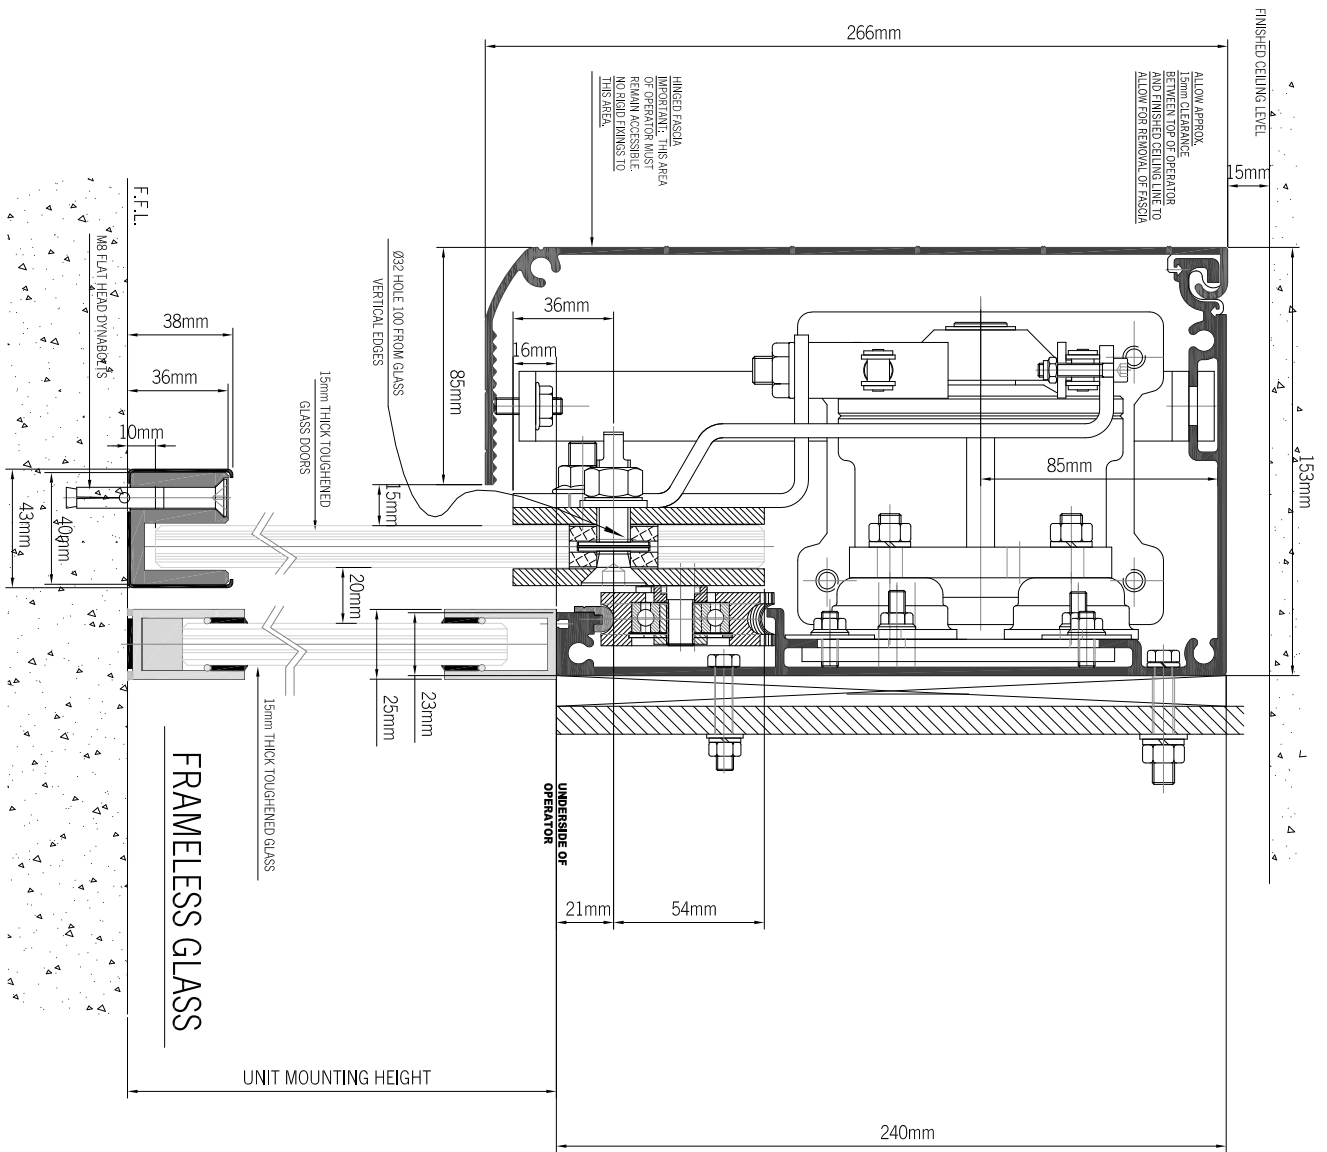 266mm
FINISHED CEILING LEVEL
ALLOW APPROX.
15mm CLEARANCE
BETWEEN TOP OF OPERATOR
AND FINISHED CEILING LINE TO
ALLOW FOR REMOVAL OF FASCIA
15mm
HINGED FASCIA
IMPORTANT: THIS AREA
OF OPERATOR MUST
REMAIN ACCESSIBLE.
NO RIGID FIXINGS TO
THIS AREA.
F.F.L.
M8 FLAT HEAD DYNABOLTS
Ø32 HOLE 100 FROM GLASS
VERTICAL EDGES
38mm
36mm
10mm
15mm THICK TOUGHENED
GLASS DOORS
85mm
36mm
16mm
85mm
153mm
15mm
43mm
40mm
20mm
25mm
23mm
15mm THICK TOUGHENED GLASS
FRAMELESS GLASS
UNDERSIDE OF
OPERATOR
21mm
54mm
UNIT MOUNTING HEIGHT
240mm